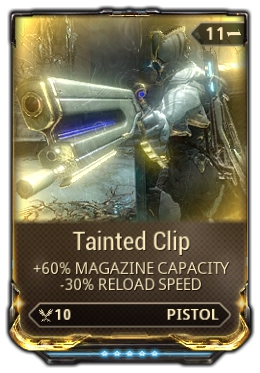 11
Tainted Clip
+60% MAGAZINE CAPACITY
-30% RELOAD SPEED
10 PISTOL